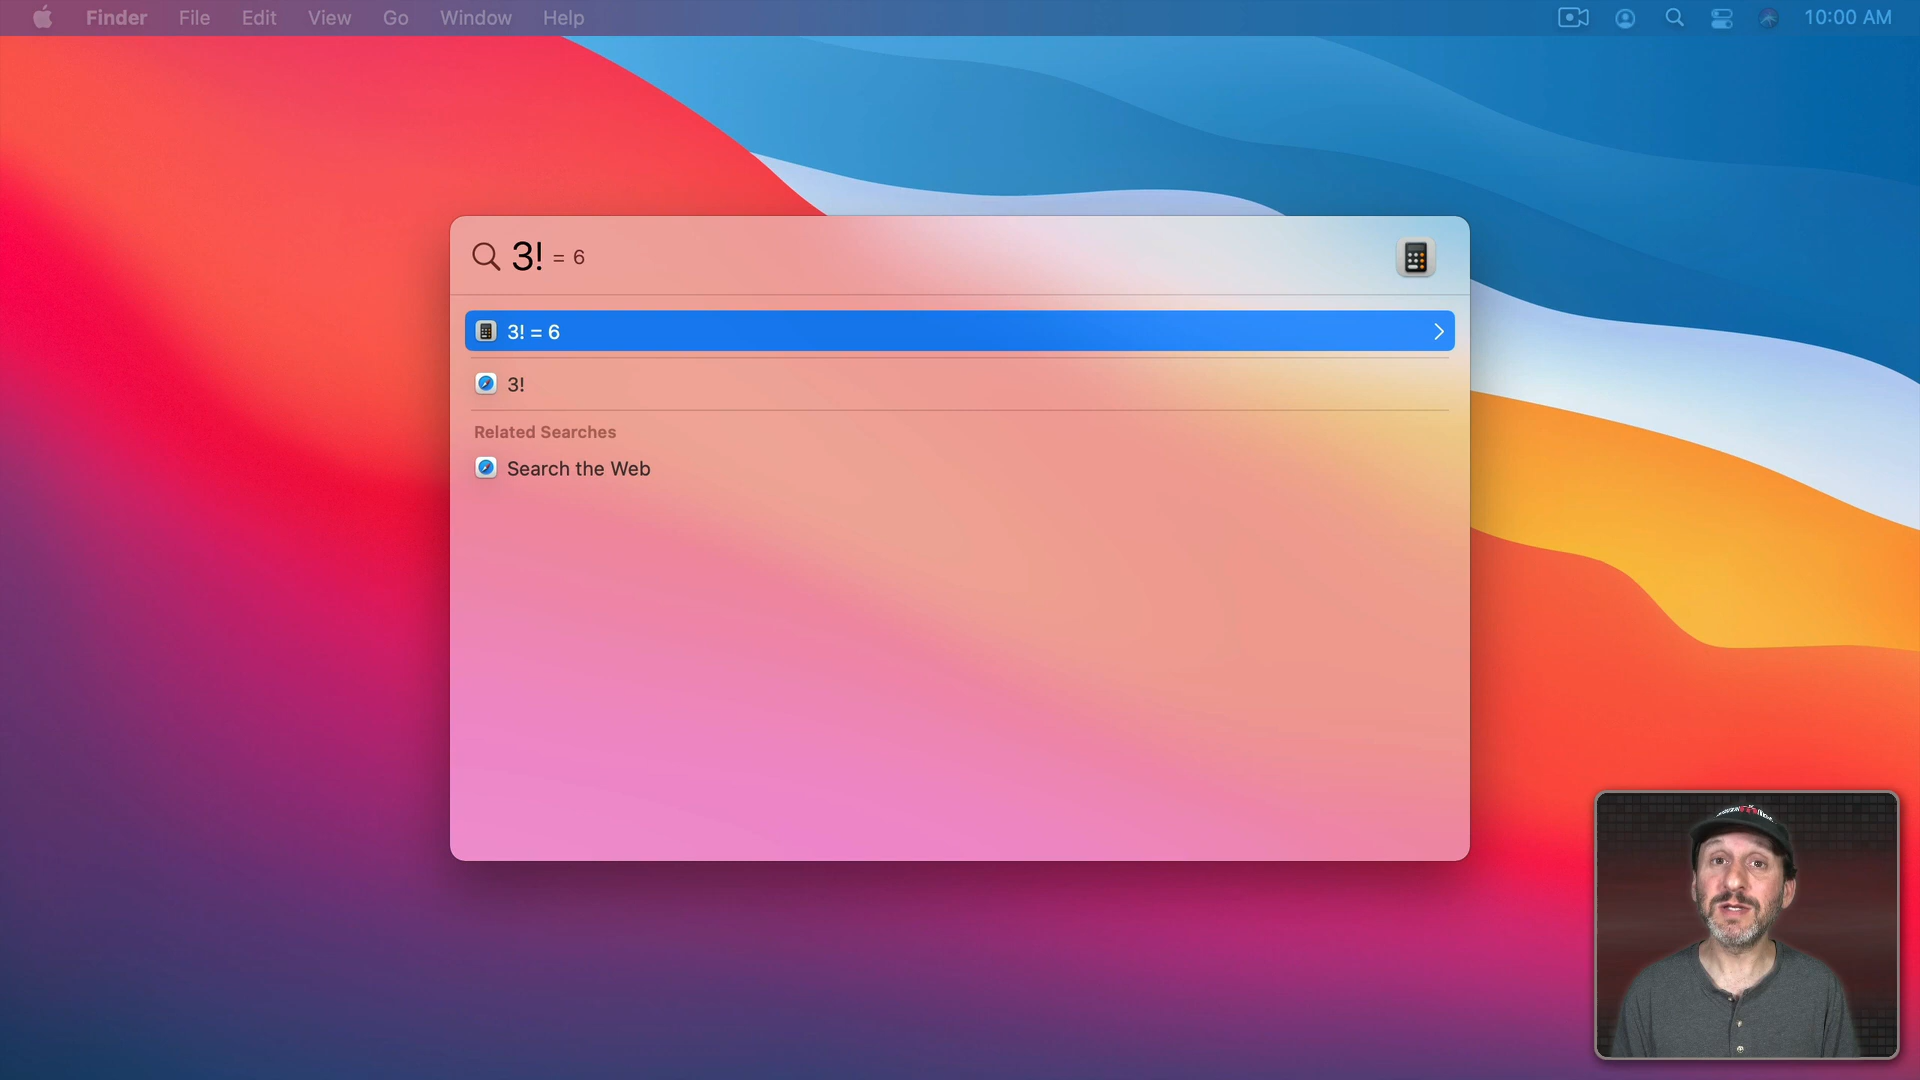 Finder File Edit View Go Window Help 10:00 AM
3! = 6
3! = 6
3!
Related Searches
Search the Web